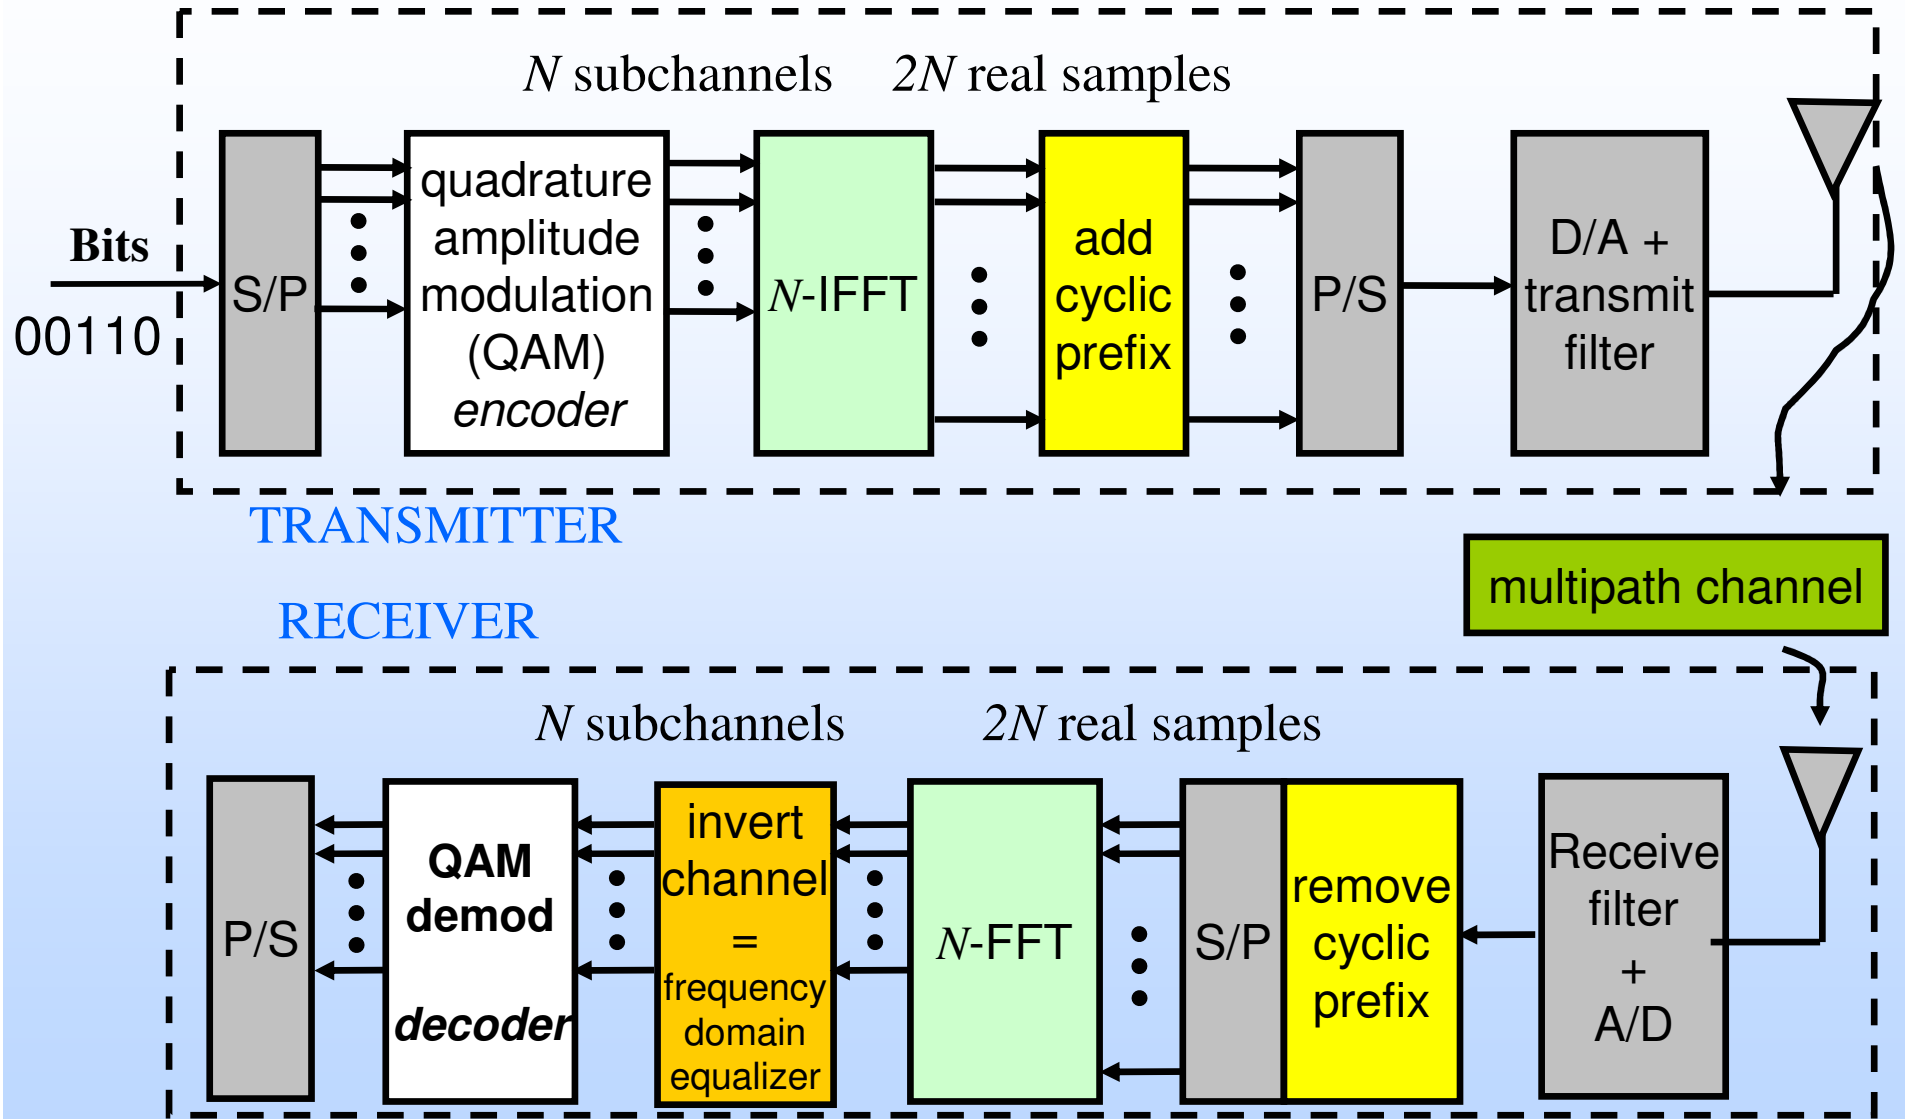 N subchannels 2N real samples
Bits
00110
S/P
quadrature
amplitude
modulation
(QAM)
encoder
N-IFFT
add
cyclic
prefix
P/S
D/A +
transmit
filter
TRANSMITTER
multipath channel
RECEIVER
N subchannels 2N real samples
P/S
QAM
demod
decoder
invert
channel
=
frequency
domain
equalizer
N-FFT
S/P
remove
cyclic
prefix
Receive
filter
+
A/D